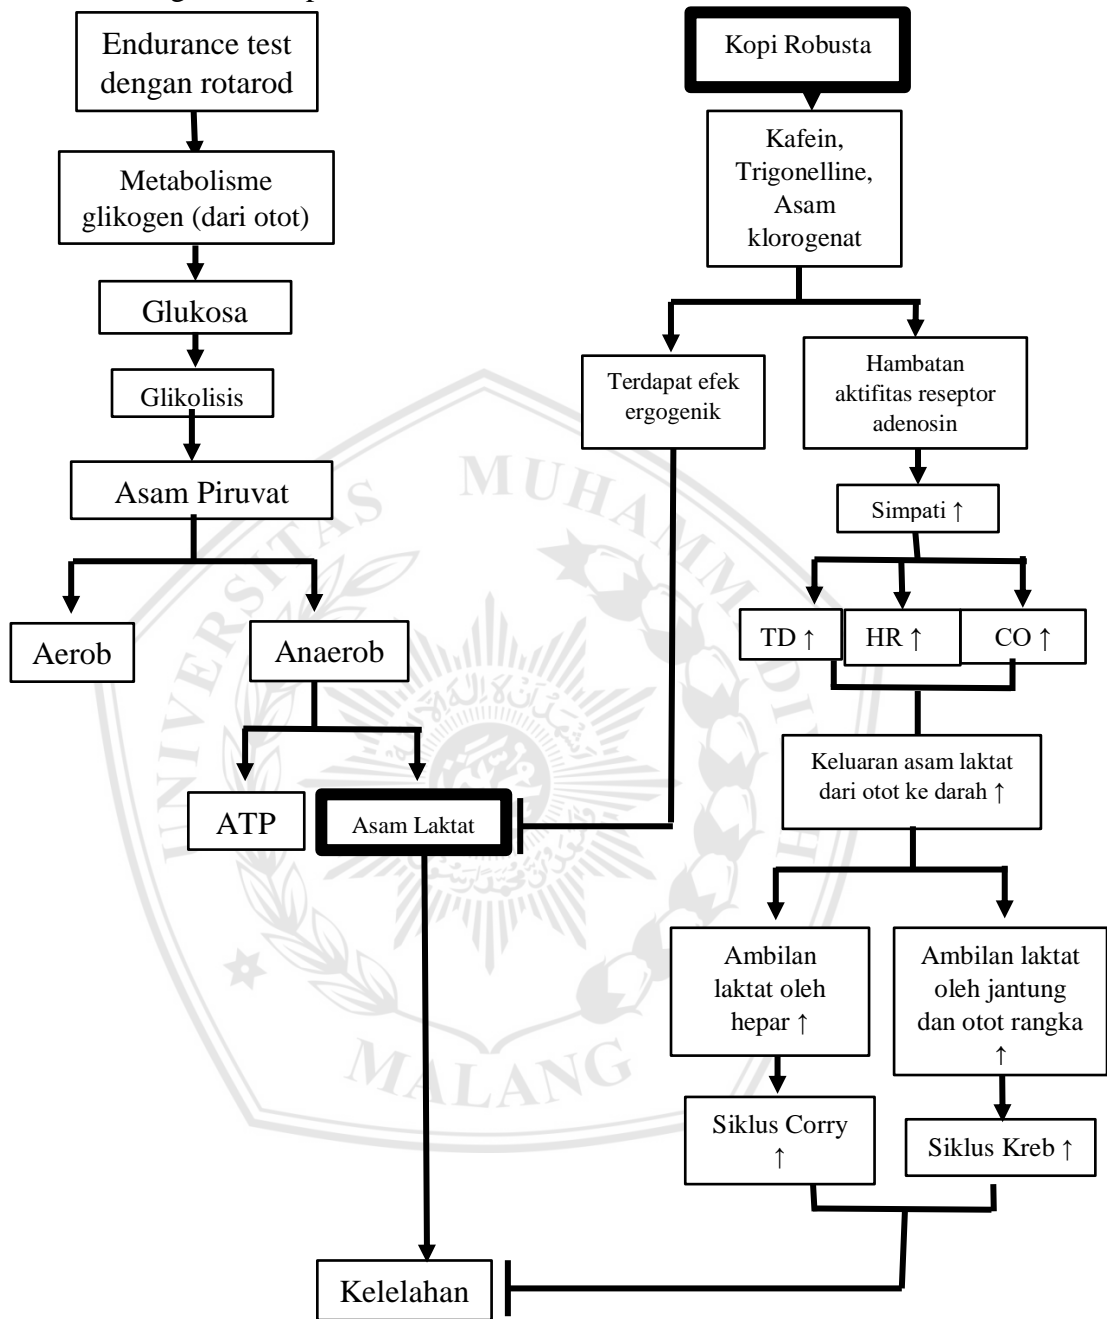 Endurance test
dengan rotarod
Metabolisme
glikogen (dari otot)
Glukosa
Glikolisis
Asam Piruvat
Aerob
Anaerob
ATP
Asam Laktat
Kelelahan
Kopi Robusta
Kafein,
Trigonelline,
Asam
klorogenat
Terdapat efek
ergogenik
Hambatan
aktifitas reseptor
adenosin
Simpati ↑
TD ↑
HR ↑
CO ↑
Keluaran asam laktat
dari otot ke darah ↑
Ambilan
laktat oleh
hepar ↑
Ambilan laktat
oleh jantung
dan otot rangka
↑
Siklus Corry
↑
Siklus Kreb ↑
UNIVERSITAS MUHAMMADIYAH
MALANG